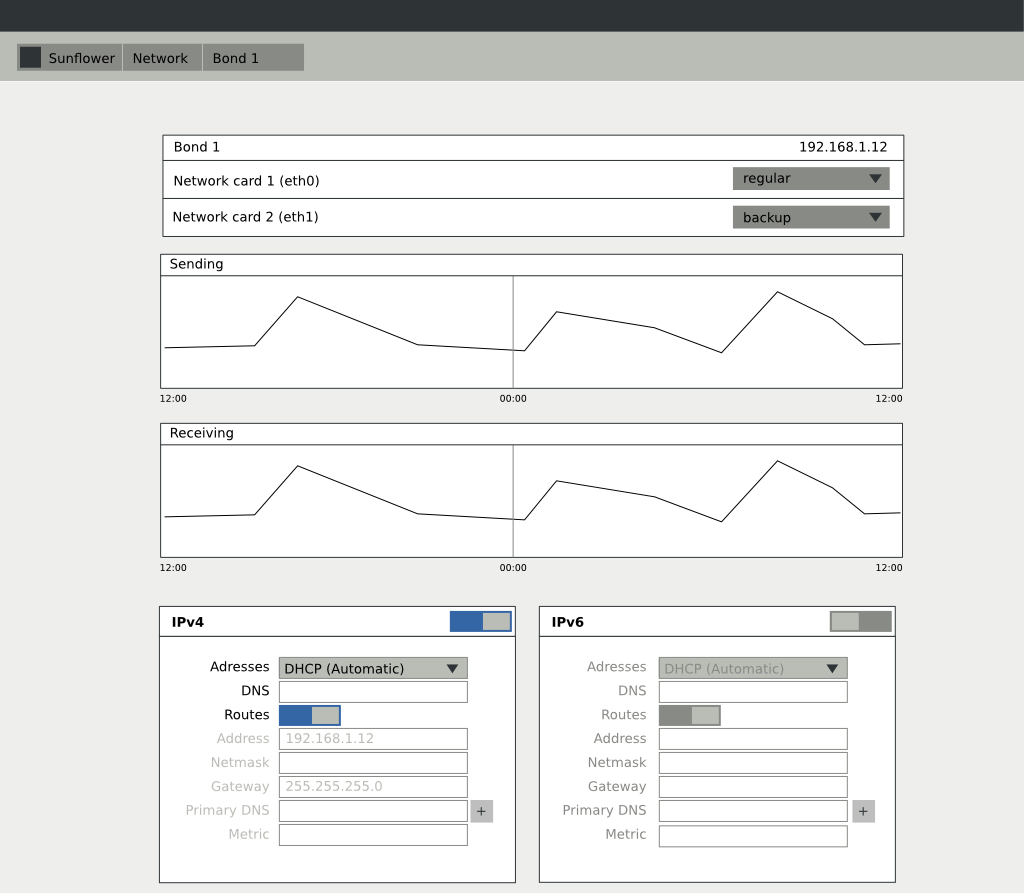 Sunflower Network Bond 1
Bond 1 192.168.1.12
Network card 1 (eth0) regular
Network card 2 (eth1) backup
Sending
12:00 00:00 12:00
Receiving
12:00 00:00 12:00
IPv4
Adresses DHCP (Automatic)
DNS
Routes
Address 192.168.1.12
Netmask
Gateway 255.255.255.0
Primary DNS +
Metric
IPv6
Adresses DHCP (Automatic)
DNS
Routes
Address
Netmask
Gateway
Primary DNS +
Metric